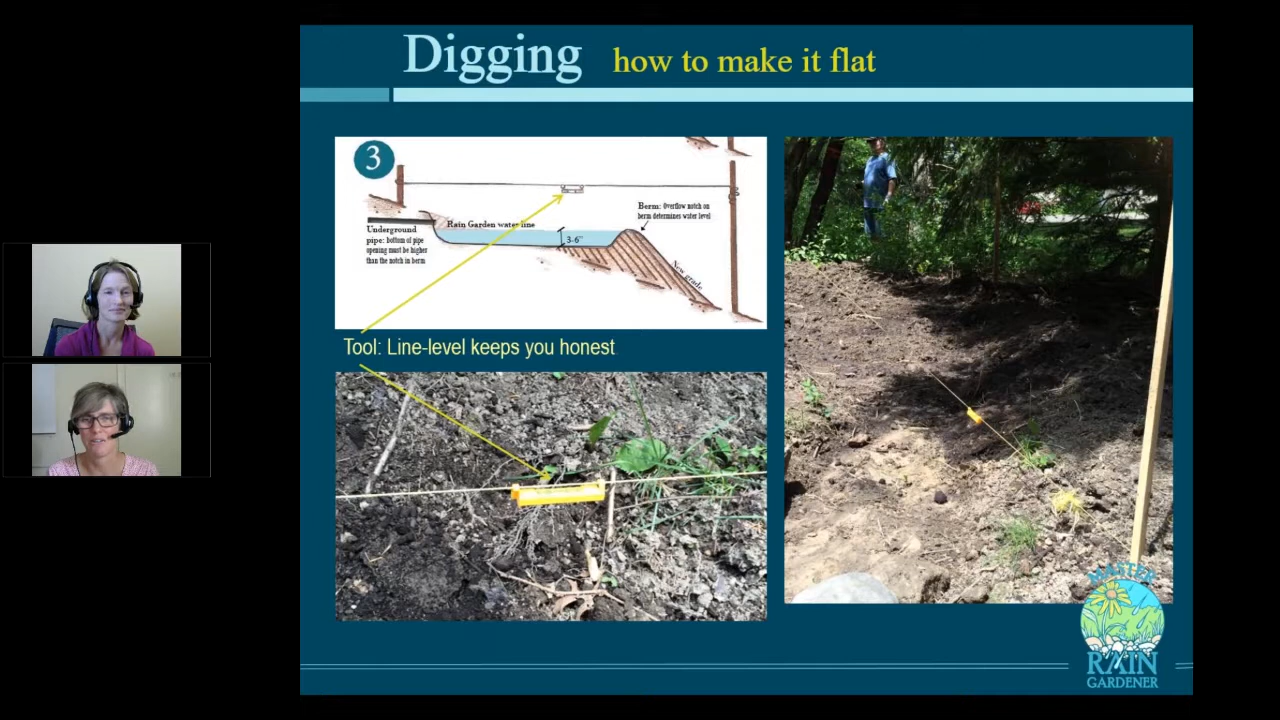 Digging how to make it flat
3
Berm: Overflow notch on
berm determines water level
Rain Garden water line
Underground
pipe: bottom of pipe
opening must be higher
than the notch in berm
3-6"
New grade
Tool: Line-level keeps you honest
MASTER
RAIN
GARDENER